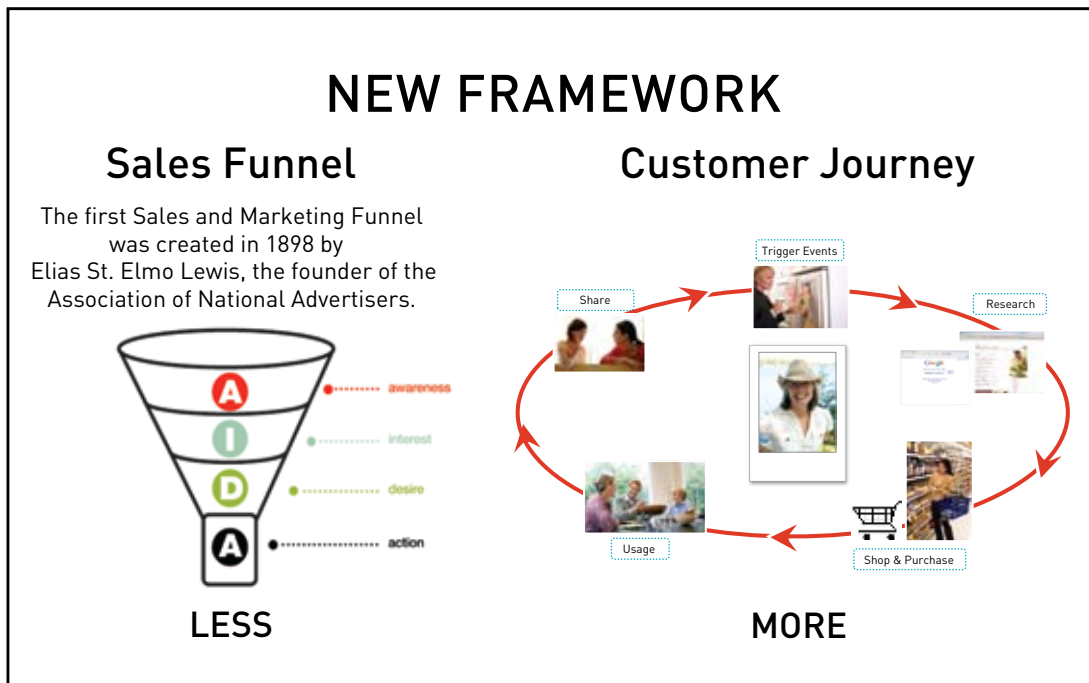 NEW FRAMEWORK
Sales Funnel
The first Sales and Marketing Funnel
was created in 1898 by
Elias St. Elmo Lewis, the founder of the
Association of National Advertisers.
A
awareness
I
interest
D
desire
A
action
LESS
Customer Journey
Trigger Events
Share
Research
Google
Usage
Shop & Purchase
MORE